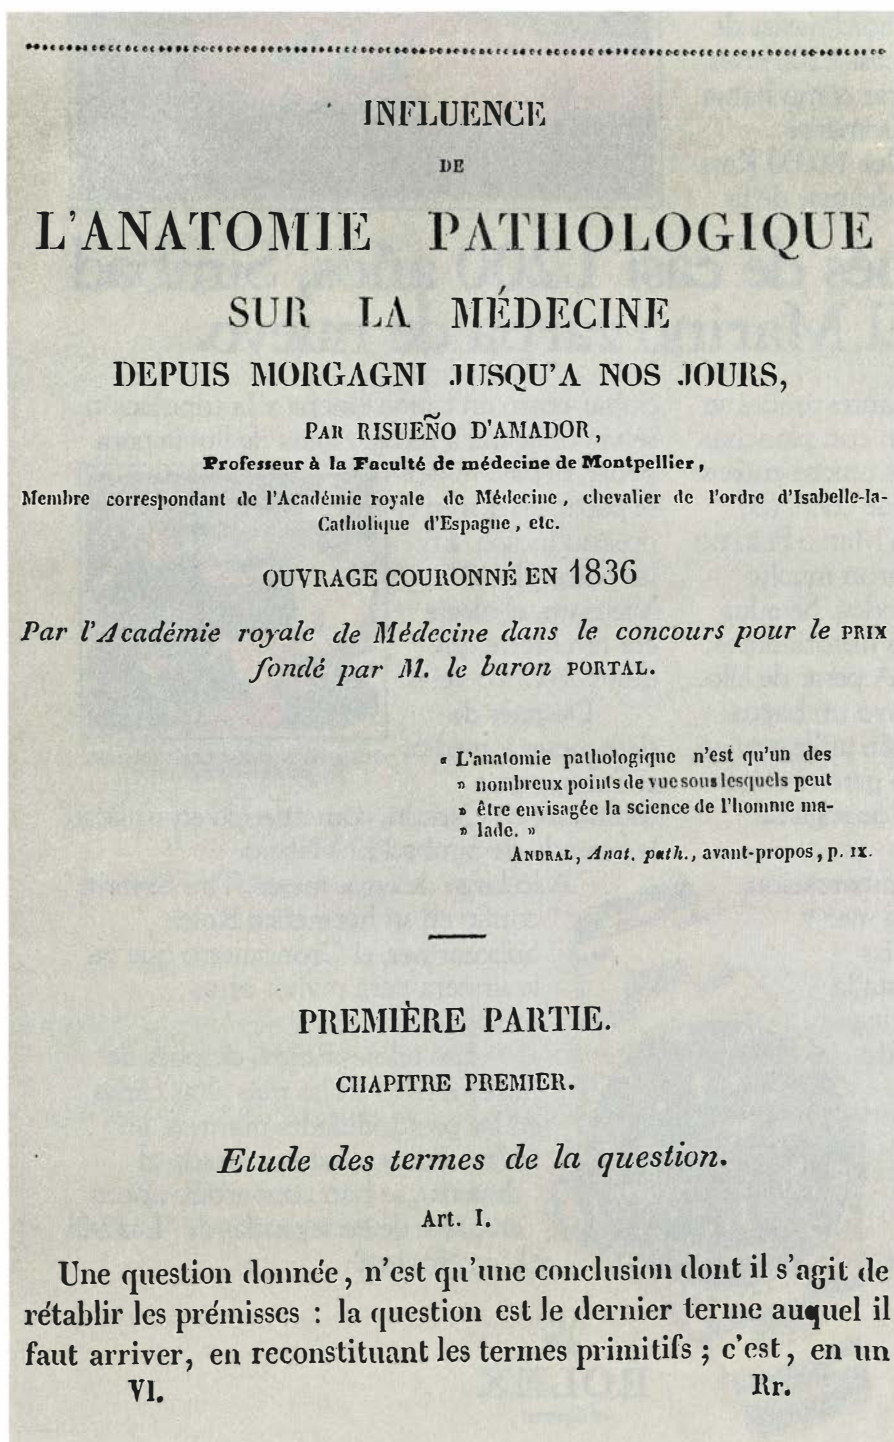 INFLUENCE
DE
L'ANATOMIE PATHOLOGIQUE
SUR LA MÉDECINE
DEPUIS MORGAGNI JUSQU'A NOS JOURS,
PAR RISUEÑO D'AMADOR,
Professeur à la Faculté de médecine de Montpellier,
Membre correspondant de l'Académie royale de Médecine, chevalier de l'ordre d'Isabelle-la-
Catholique d'Espagne, etc.
OUVRAGE COURONNÉ EN 1836
Par l'Académie royale de Médecine dans le concours pour le PRIX
fondé par M. le baron PORTAL.
« L'anatomie pathologique n'est qu'un des
» nombreux points de vue sous lesquels peut
» être envisagée la science de l'homme ma-
» lade. »
ANDRAL, Anat. path., avant-propos, p. IX.
PREMIÈRE PARTIE.
CHAPITRE PREMIER.
Etude des termes de la question.
Art. I.
Une question donnée, n'est qu'une conclusion dont il s'agit de
rétablir les prémisses : la question est le dernier terme auquel il
faut arriver, en reconstituant les termes primitifs ; c'est, en un
VI. Rr.